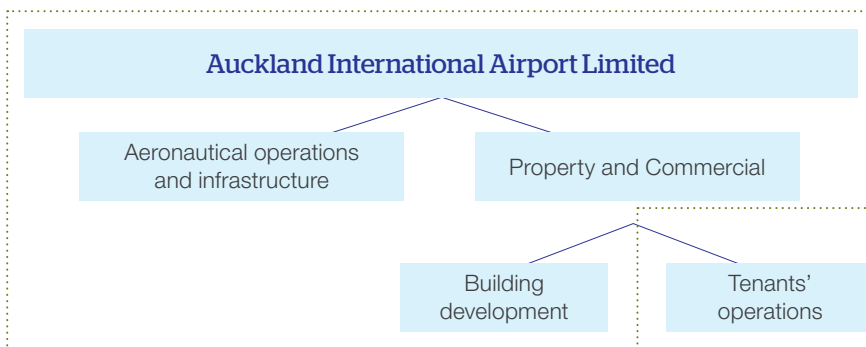 Auckland International Airport Limited
Aeronautical operations
and infrastructure
Property and Commercial
Building
development
Tenants'
operations